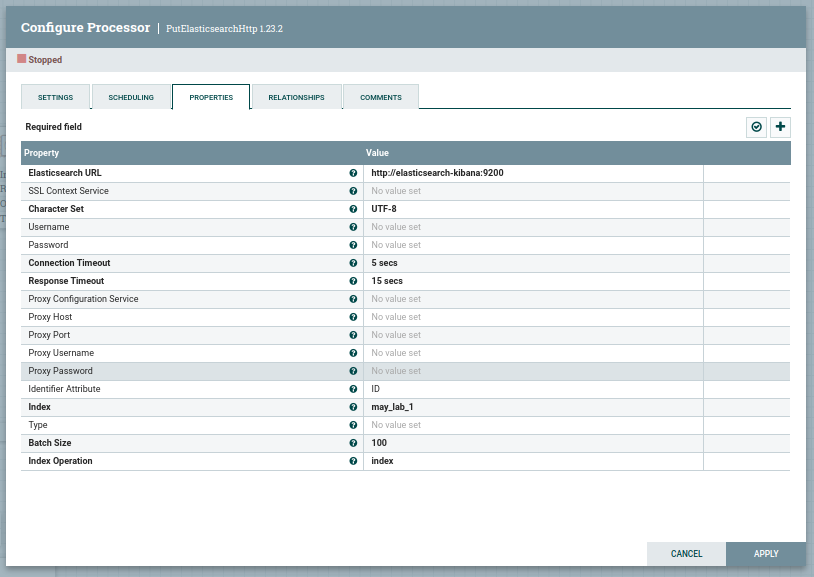 Configure Processor | PutElasticsearchHttp 1.23.2
Stopped
SETTINGS SCHEDULING PROPERTIES RELATIONSHIPS COMMENTS
Required field
Property Value
Elasticsearch URL http://elasticsearch-kibana:9200
SSL Context Service No value set
Character Set UTF-8
Username No value set
Password No value set
Connection Timeout 5 secs
Response Timeout 15 secs
Proxy Configuration Service No value set
Proxy Host No value set
Proxy Port No value set
Proxy Username No value set
Proxy Password No value set
Identifier Attribute ID
Index may_lab_1
Type No value set
Batch Size 100
Index Operation index
CANCEL APPLY